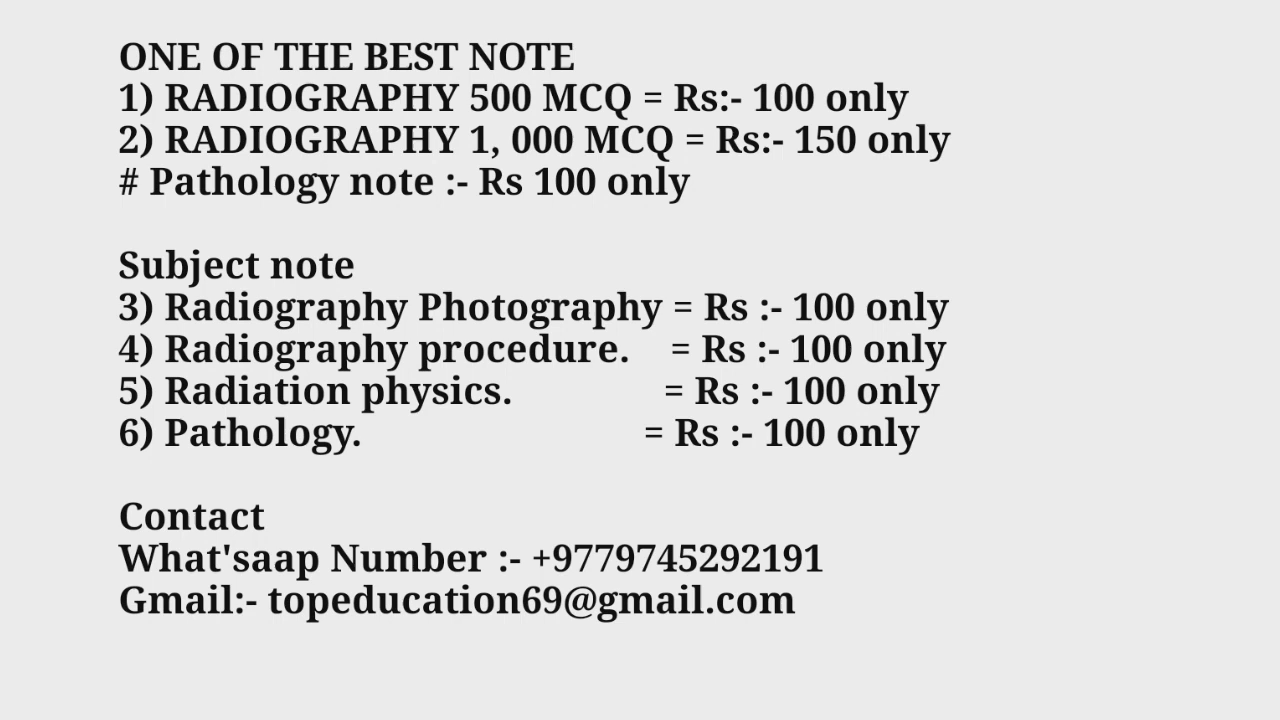 ONE OF THE BEST NOTE
1) RADIOGRAPHY 500 MCQ = Rs:- 100 only
2) RADIOGRAPHY 1, 000 MCQ = Rs:- 150 only
# Pathology note :- Rs 100 only
Subject note
3) Radiography Photography = Rs :- 100 only
4) Radiography procedure. = Rs :- 100 only
5) Radiation physics. = Rs :- 100 only
6) Pathology. = Rs :- 100 only
Contact
What'saap Number :- +9779745292191
Gmail:- topeducation69@gmail.com